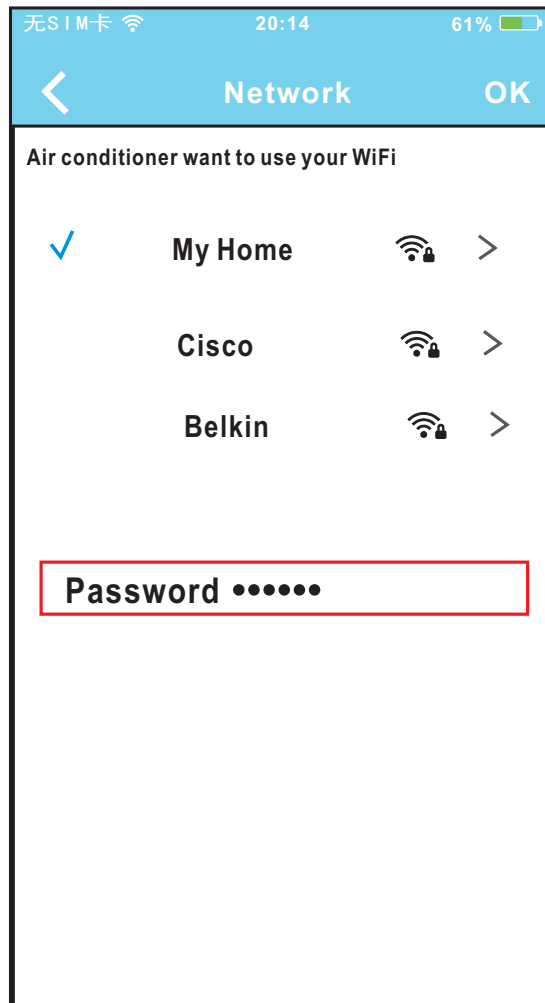 无SIM卡 20:14 61%
Network OK
Air conditioner want to use your WiFi
My Home
Cisco
Belkin
Password ••••••